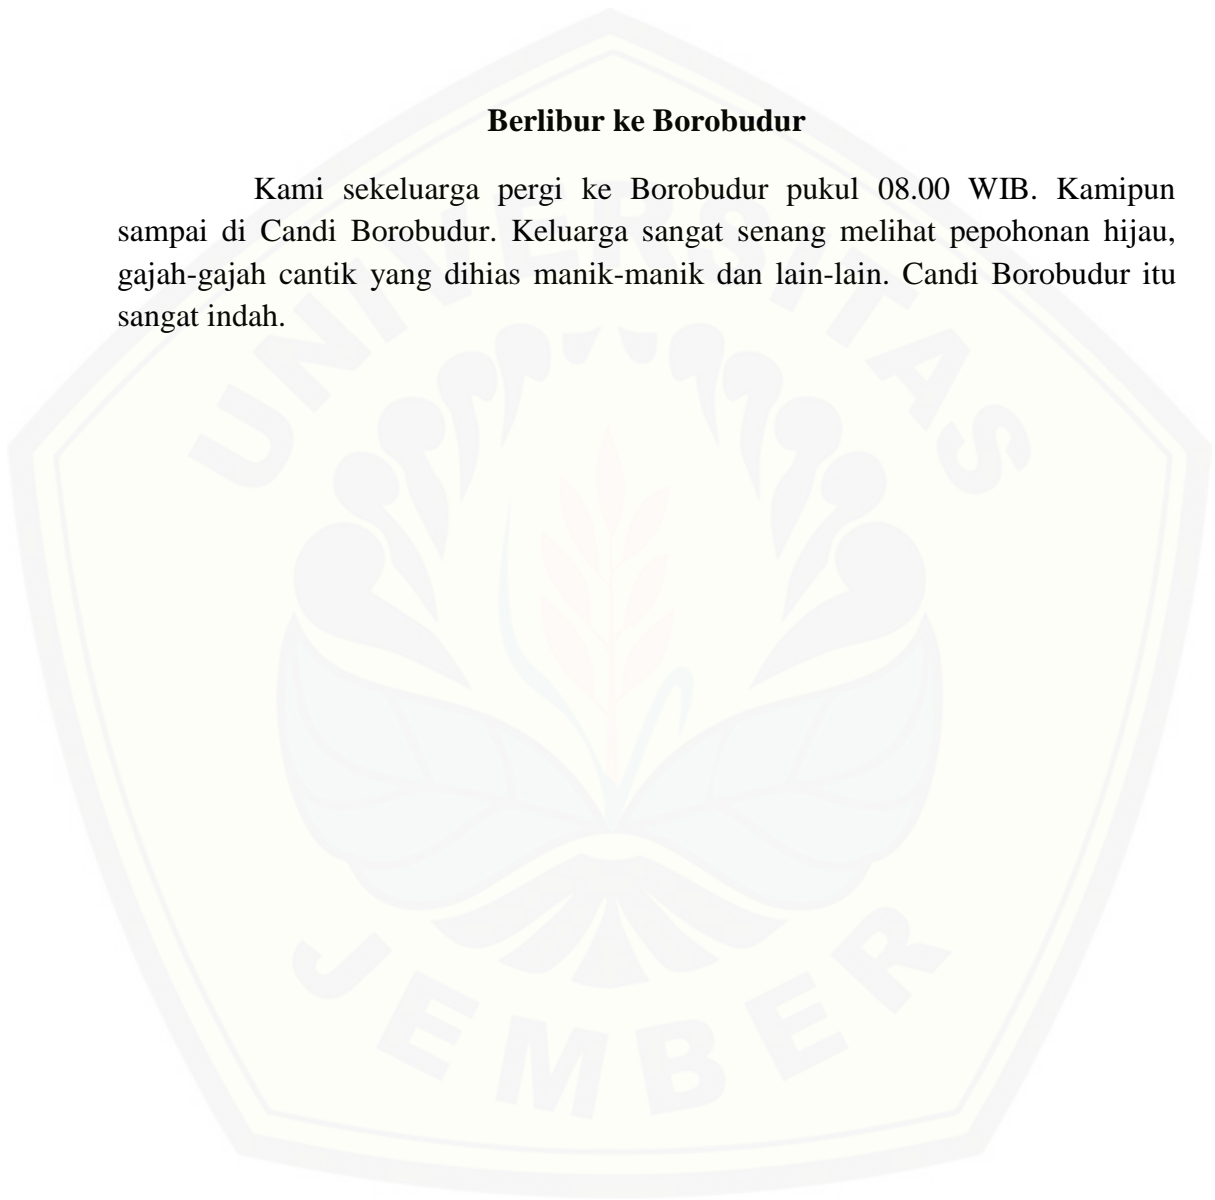 Berlibur ke Borobudur
Kami sekeluarga pergi ke Borobudur pukul 08.00 WIB. Kamipun
sampai di Candi Borobudur. Keluarga sangat senang melihat pepohonan hijau,
gajah-gajah cantik yang dihias manik-manik dan lain-lain. Candi Borobudur itu
sangat indah.
UNIVERSITAS
JEMBER